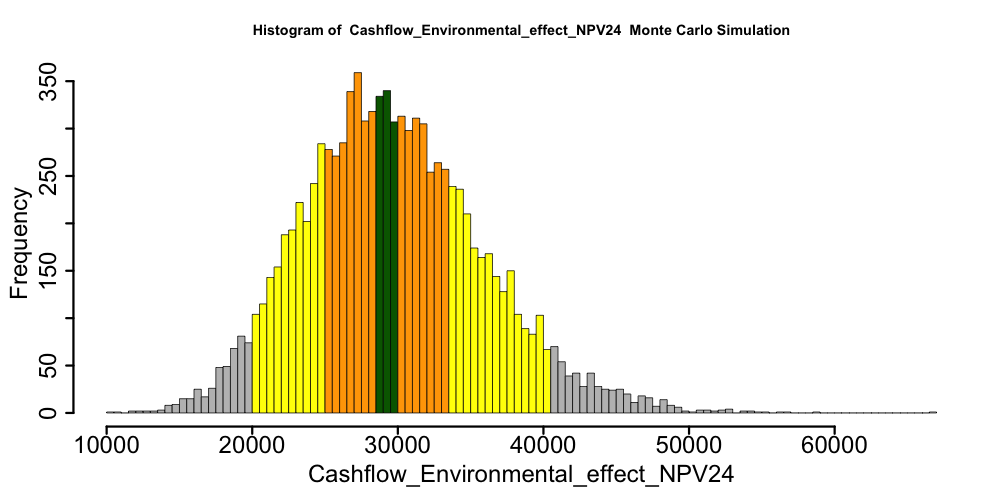 Histogram of  Cashflow_Environmental_effect_NPV24  Monte Carlo Simulation
Frequency
350
250
150
50
0
10000 20000 30000 40000 50000 60000
Cashflow_Environmental_effect_NPV24